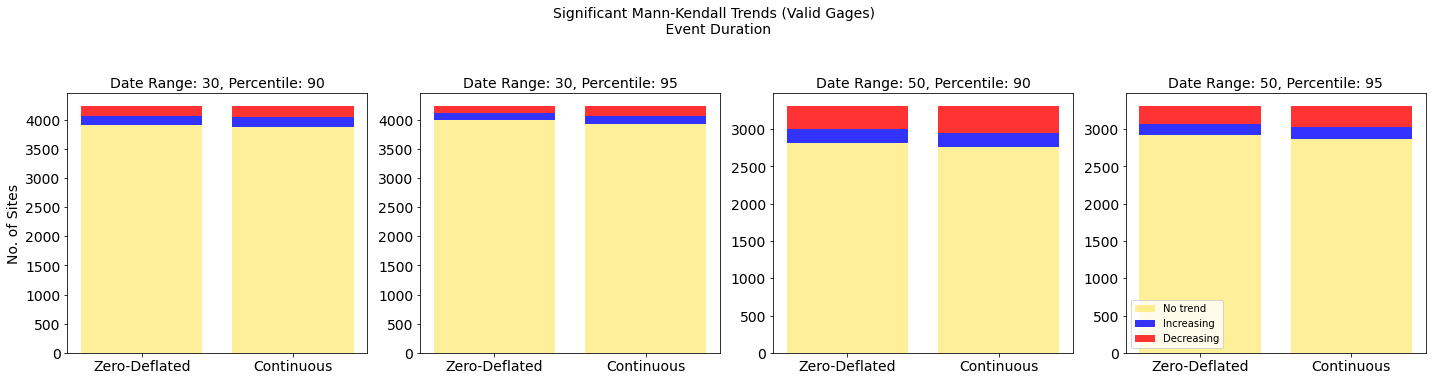 Significant Mann-Kendall Trends (Valid Gages)
Event Duration
Date Range: 30, Percentile: 90
Date Range: 30, Percentile: 95
Date Range: 50, Percentile: 90
Date Range: 50, Percentile: 95
No. of Sites
4000
3500
3000
2500
2000
1500
1000
500
0
Zero-Deflated
Continuous
4000
3500
3000
2500
2000
1500
1000
500
0
Zero-Deflated
Continuous
3000
2500
2000
1500
1000
500
0
Zero-Deflated
Continuous
3000
2500
2000
1500
1000
500
0
No trend
Increasing
Decreasing
Zero-Deflated
Continuous